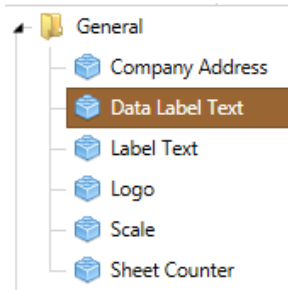 General
Company Address
Data Label Text
Label Text
Logo
Scale
Sheet Counter